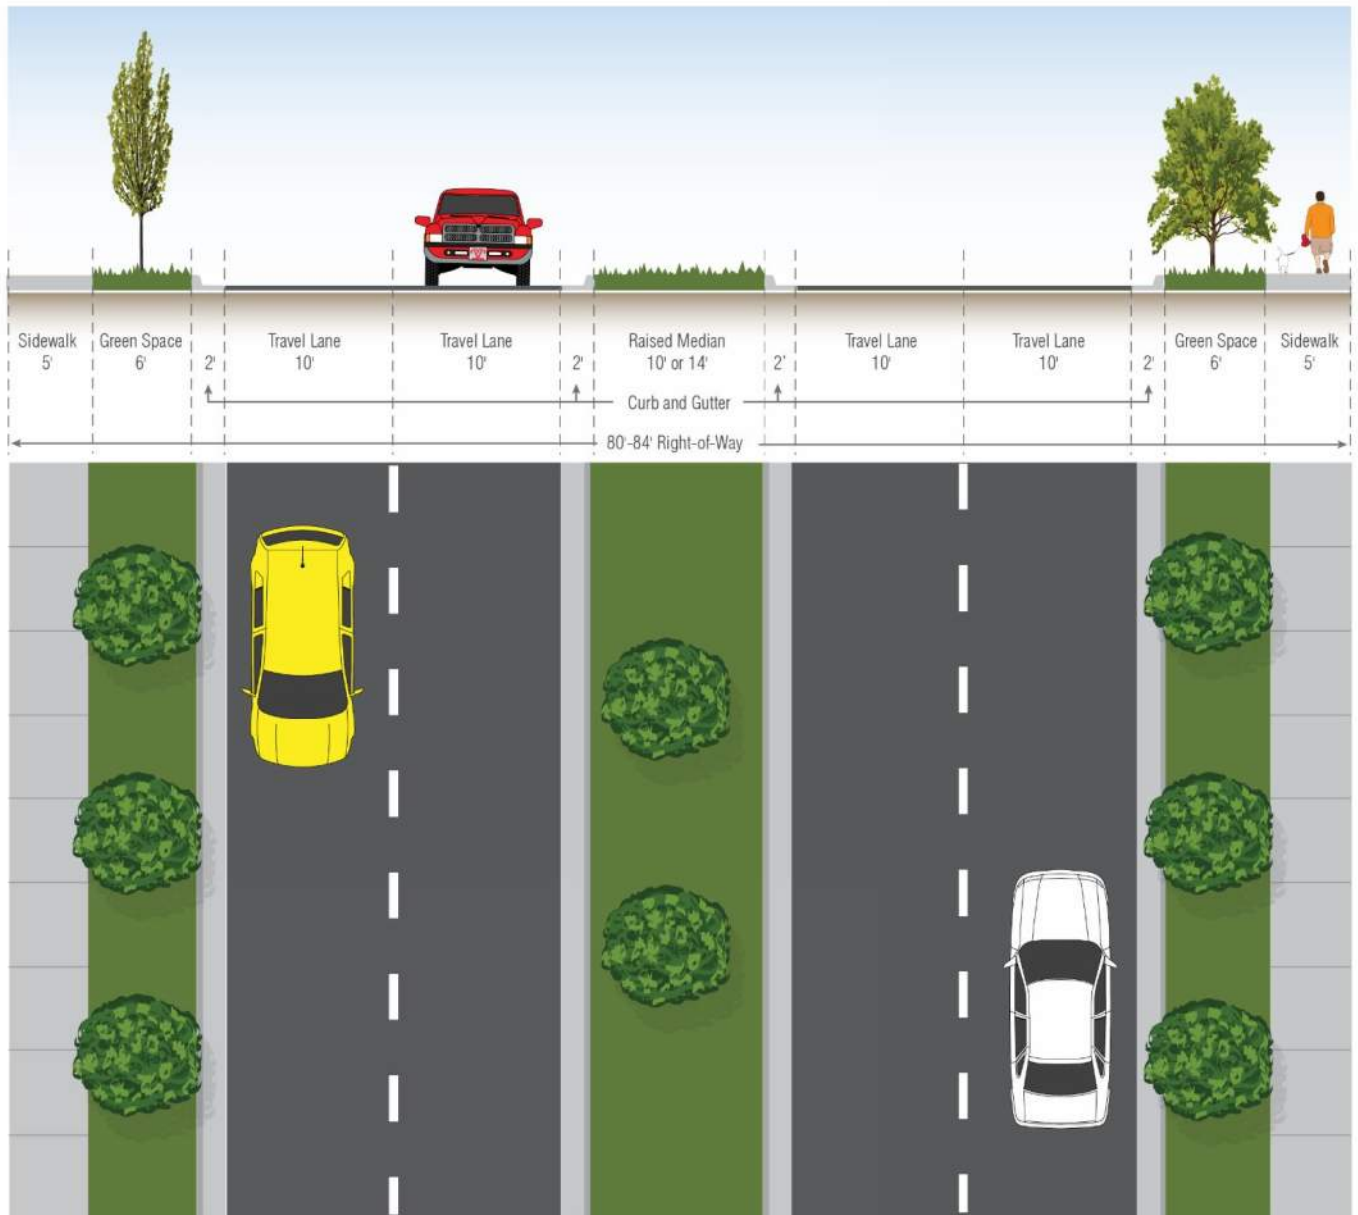 Sidewalk
5'
Green Space
6'
2'
Travel Lane
10'
Travel Lane
10'
2'
Raised Median
10' or 14'
2'
Travel Lane
10'
Travel Lane
10'
2'
Green Space
6'
Sidewalk
5'
Curb and Gutter
80'-84' Right-of-Way